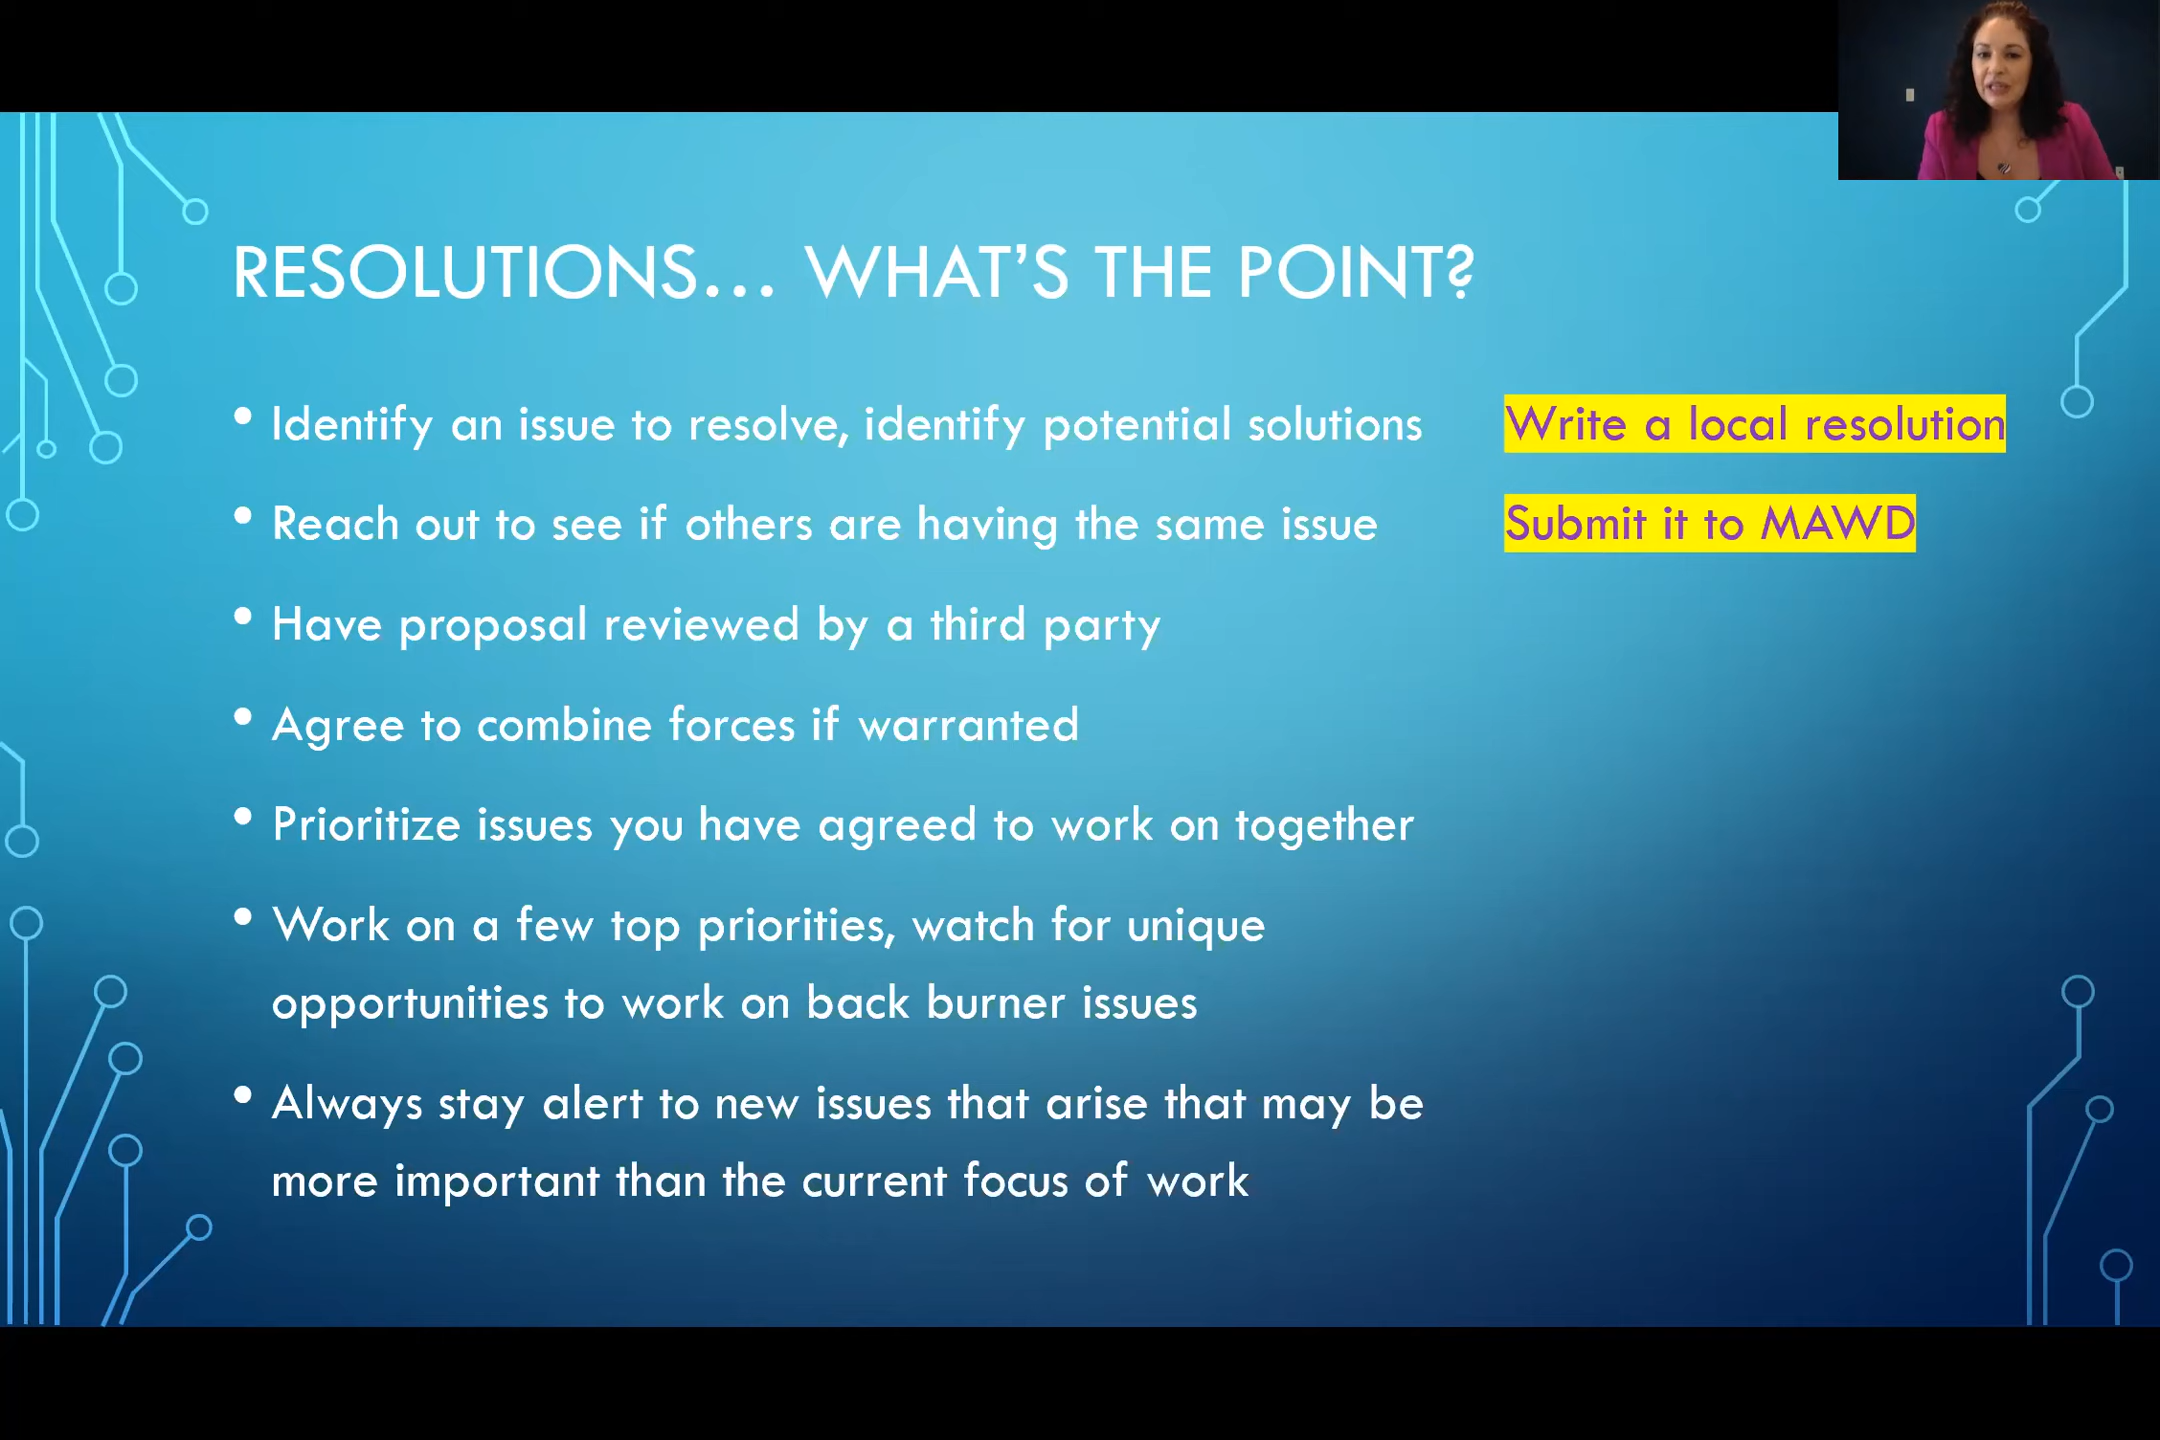 RESOLUTIONS... WHAT'S THE POINT?
• Identify an issue to resolve, identify potential solutions Write a local resolution
• Reach out to see if others are having the same issue Submit it to MAWD
• Have proposal reviewed by a third party
• Agree to combine forces if warranted
• Prioritize issues you have agreed to work on together
• Work on a few top priorities, watch for unique
opportunities to work on back burner issues
• Always stay alert to new issues that arise that may be
more important than the current focus of work